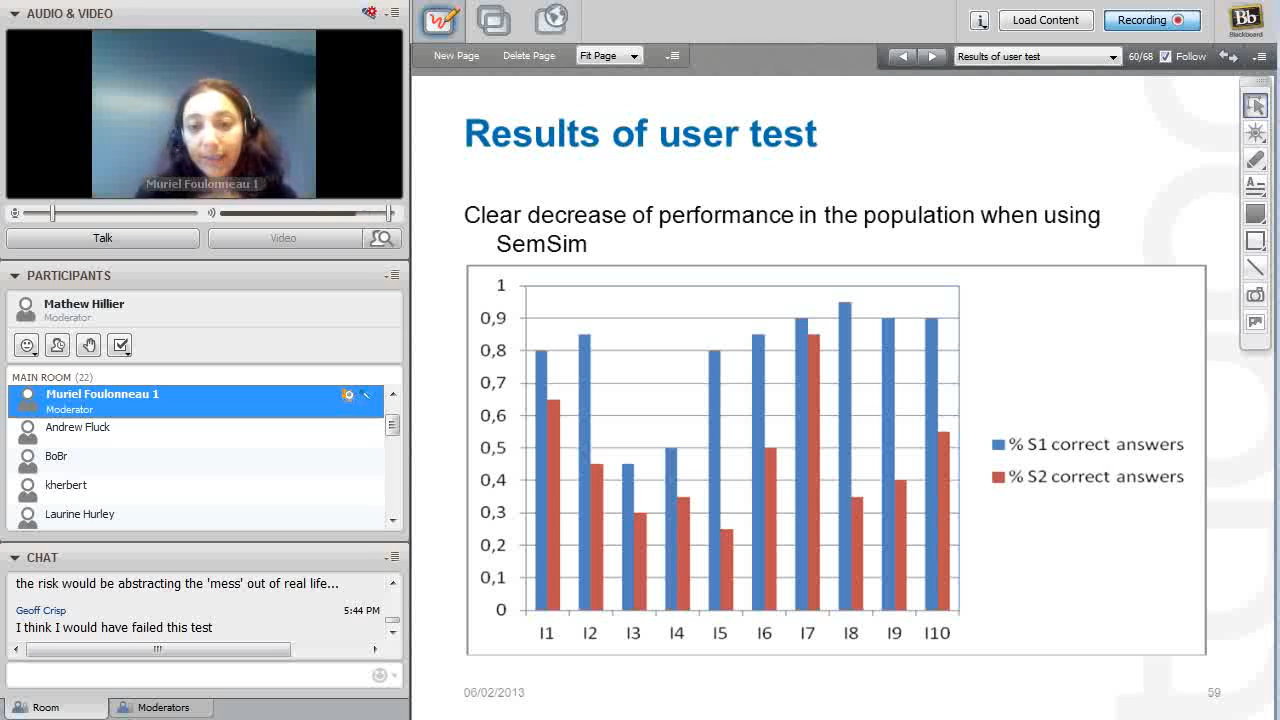 AUDIO & VIDEO
Muriel Foulonneau 1
Talk
Video
PARTICIPANTS
Mathew Hillier
Moderator
MAIN ROOM (22)
Muriel Foulonneau 1
Moderator
Andrew Fluck
BoBr
kherbert
Laurine Hurley
CHAT
the risk would be abstracting the 'mess' out of real life...
Geoff Crisp 5:44 PM
I think I would have failed this test
Room Moderators
i Load Content Recording Bb
Blackboard
New Page Delete Page Fit Page Results of user test 60/68 Follow
Results of user test
Clear decrease of performance in the population when using
SemSim
1
0,9
0,8
0,7
0,6
0,5
0,4
0,3
0,2
0,1
0
I1 I2 I3 I4 I5 I6 I7 I8 I9 I10
% S1 correct answers
% S2 correct answers
06/02/2013 59